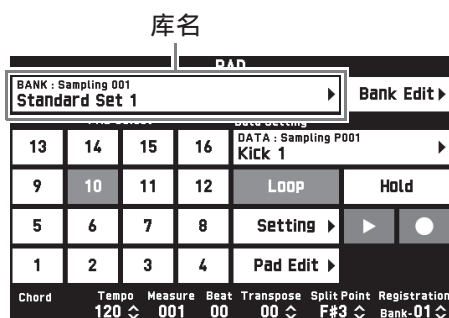 库名
PAD
BANK : Sampling 001
Standard Set 1
Bank Edit
Data Setting
13 14 15 16
DATA : Sampling P001
Kick 1
9 10 11 12 Loop Hold
5 6 7 8 Setting
1 2 3 4 Pad Edit
Chord Tempo Measure Beat Transpose Split Point Registration
120 001 00 00 F#3 Bank-01